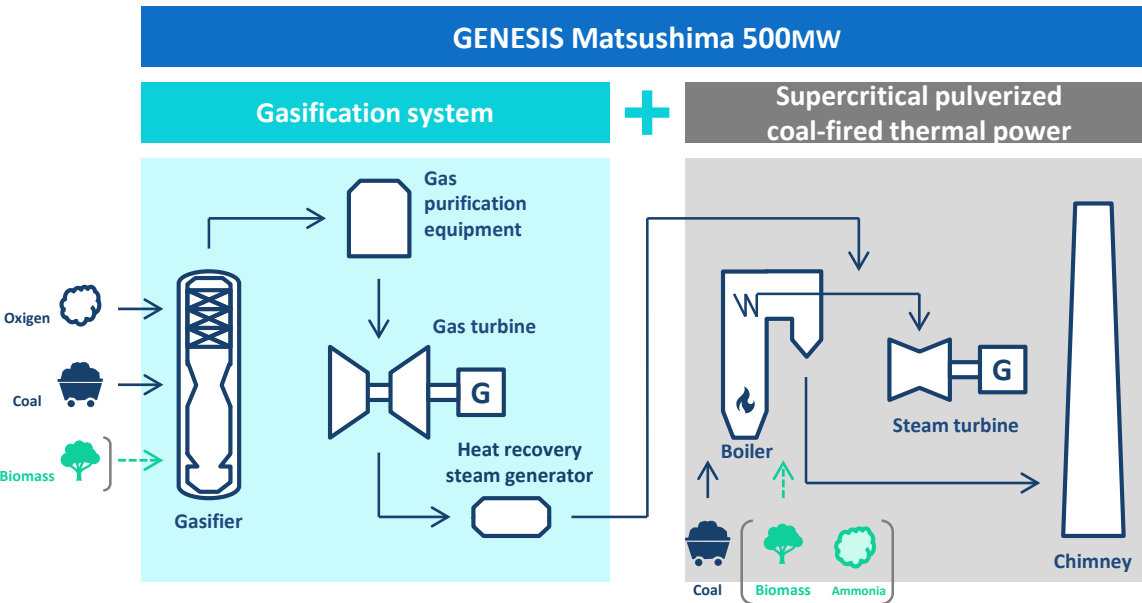 GENESIS Matsushima 500MW
Gasification system
Supercritical pulverized
coal-fired thermal power
Gas
purification
equipment
Oxigen
Coal
Biomass
Gasifier
Gas turbine
G
Heat recovery
steam generator
Boiler
G
Steam turbine
Coal
Biomass
Ammonia
Chimney